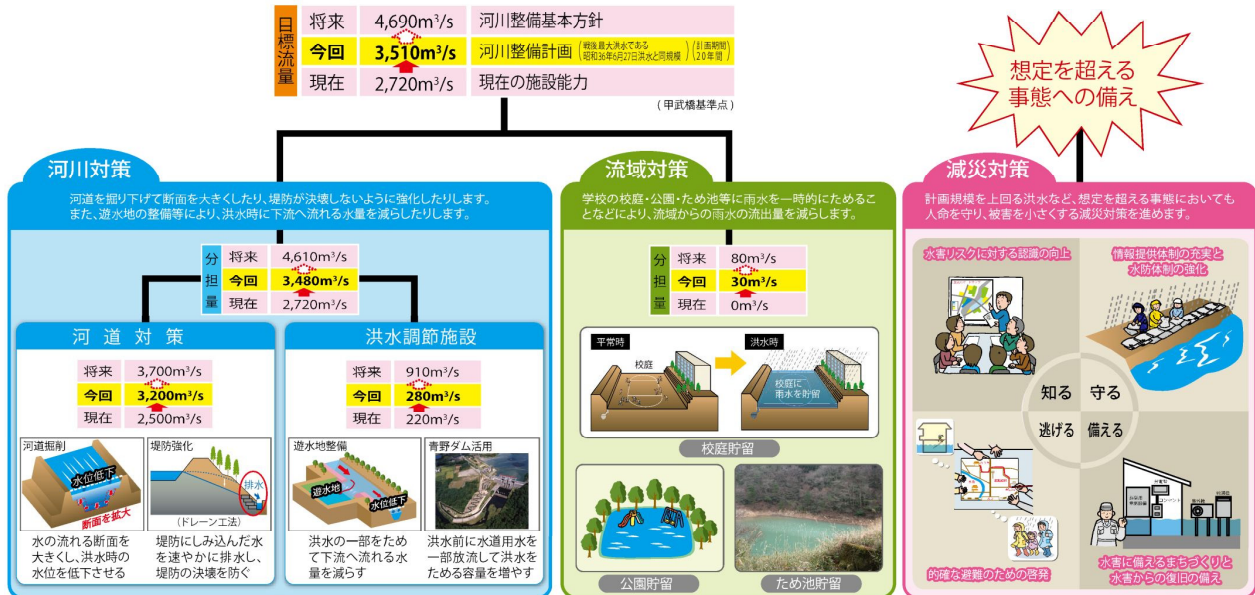 目標流量
将来 4,690m³/s 河川整備基本方針
今回 3,510m³/s 河川整備計画 (戦後最大洪水である昭和36年6月27日洪水と同規模) (計画期間20年間)
現在 2,720m³/s 現在の施設能力
(甲武橋基準点)
想定を超える
事態への備え
河川対策
河道を掘り下げて断面を大きくしたり、堤防が決壊しないように強化したりします。
また、遊水地の整備等により、洪水時に下流へ流れる水量を減らしたりします。
分担量
将来 4,610m³/s
今回 3,480m³/s
現在 2,720m³/s
河道対策
将来 3,700m³/s
今回 3,200m³/s
現在 2,500m³/s
河道掘削
水位低下
断面を拡大
水の流れる断面を
大きくし、洪水時の
水位を低下させる
堤防強化
排水
(ドレーン工法)
堤防にしみ込んだ水
を速やかに排水し、
堤防の決壊を防ぐ
洪水調節施設
将来 910m³/s
今回 280m³/s
現在 220m³/s
遊水地整備
遊水地
水位低下
洪水の一部をため
て下流へ流れる水
量を減らす
青野ダム活用
洪水前に水道用水を
一部放流して洪水を
ためる容量を増やす
流域対策
学校の校庭・公園・ため池等に雨水を一時的にためるこ
となどにより、流域からの雨水の流出量を減らします。
分担量
将来 80m³/s
今回 30m³/s
現在 0m³/s
平常時
校庭
洪水時
校庭に
雨水を貯留
校庭貯留
公園貯留
ため池貯留
減災対策
計画規模を上回る洪水など、想定を超える事態においても
人命を守り、被害を小さくする減災対策を進めます。
水害リスクに対する認識の向上
情報提供体制の充実と
水防体制の強化
知る
守る
逃げる
備える
的確な避難のための啓発
水害に備えるまちづくりと
水害からの復旧の備え